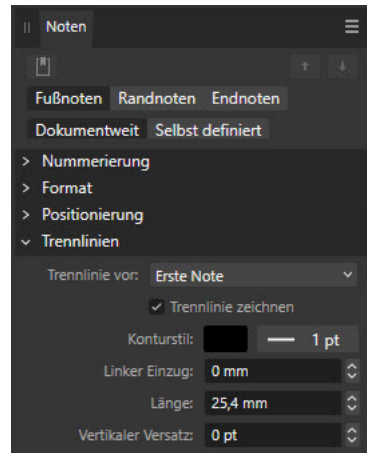 Noten
Fußnoten Randnoten Endnoten
Dokumentweit Selbst definiert
> Nummerierung
> Format
> Positionierung
Trennlinien
Trennlinie vor: Erste Note
Trennlinie zeichnen
Konturstil: 1 pt
Linker Einzug: 0 mm
Länge: 25,4 mm
Vertikaler Versatz: 0 pt